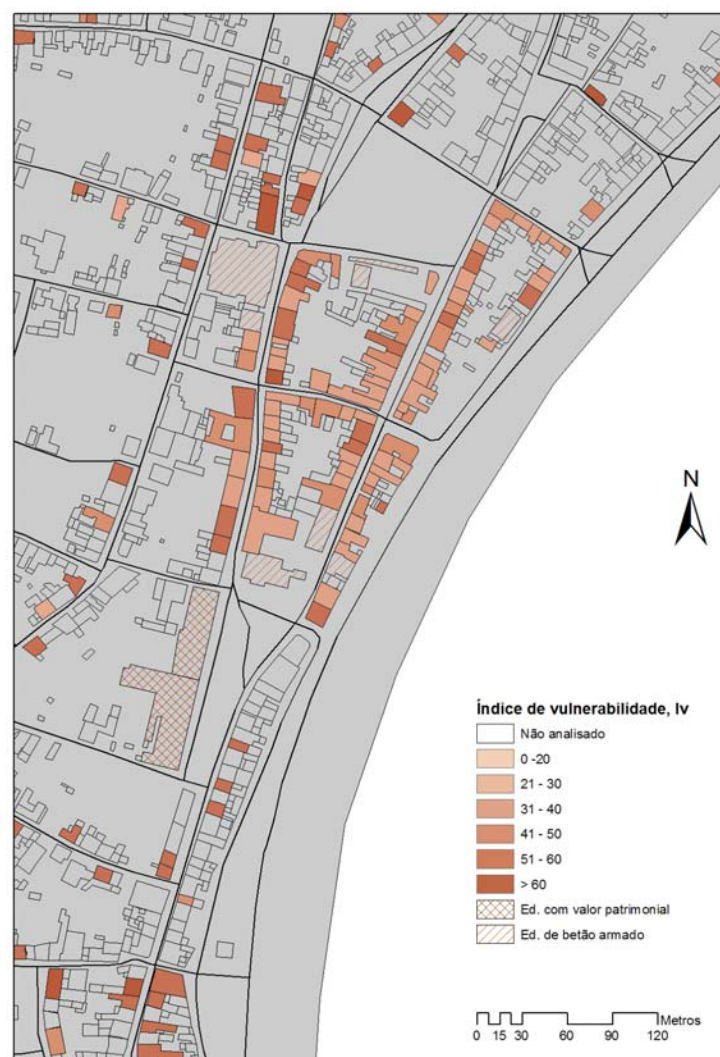 N
Índice de vulnerabilidade, Iv
Não analisado
0 -20
21 - 30
31 - 40
41 - 50
51 - 60
> 60
Ed. com valor patrimonial
Ed. de betão armado
Metros
0 15 30 60 90 120